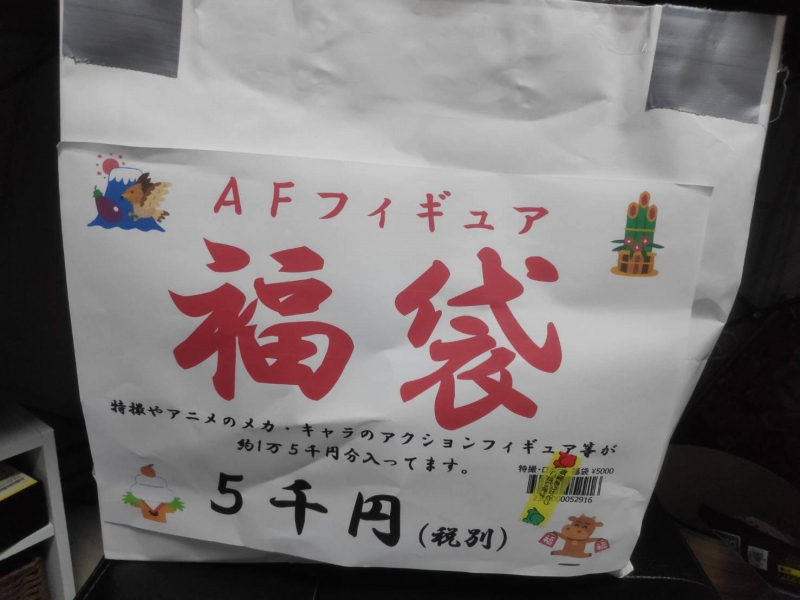 AFフィギュア
福袋
特撮やアニメのメカ・キャラのアクションフィギュア等が
約1万5千円分入ってます。
特撮・ロ 福袋 ¥5000
5千円(税別)